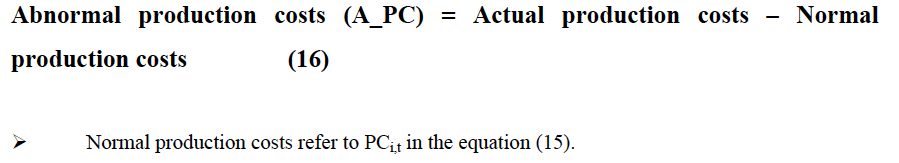 Abnormal production costs (A_PC) = Actual production costs – Normal
production costs (16)
➢ Normal production costs refer to PCi,t in the equation (15).